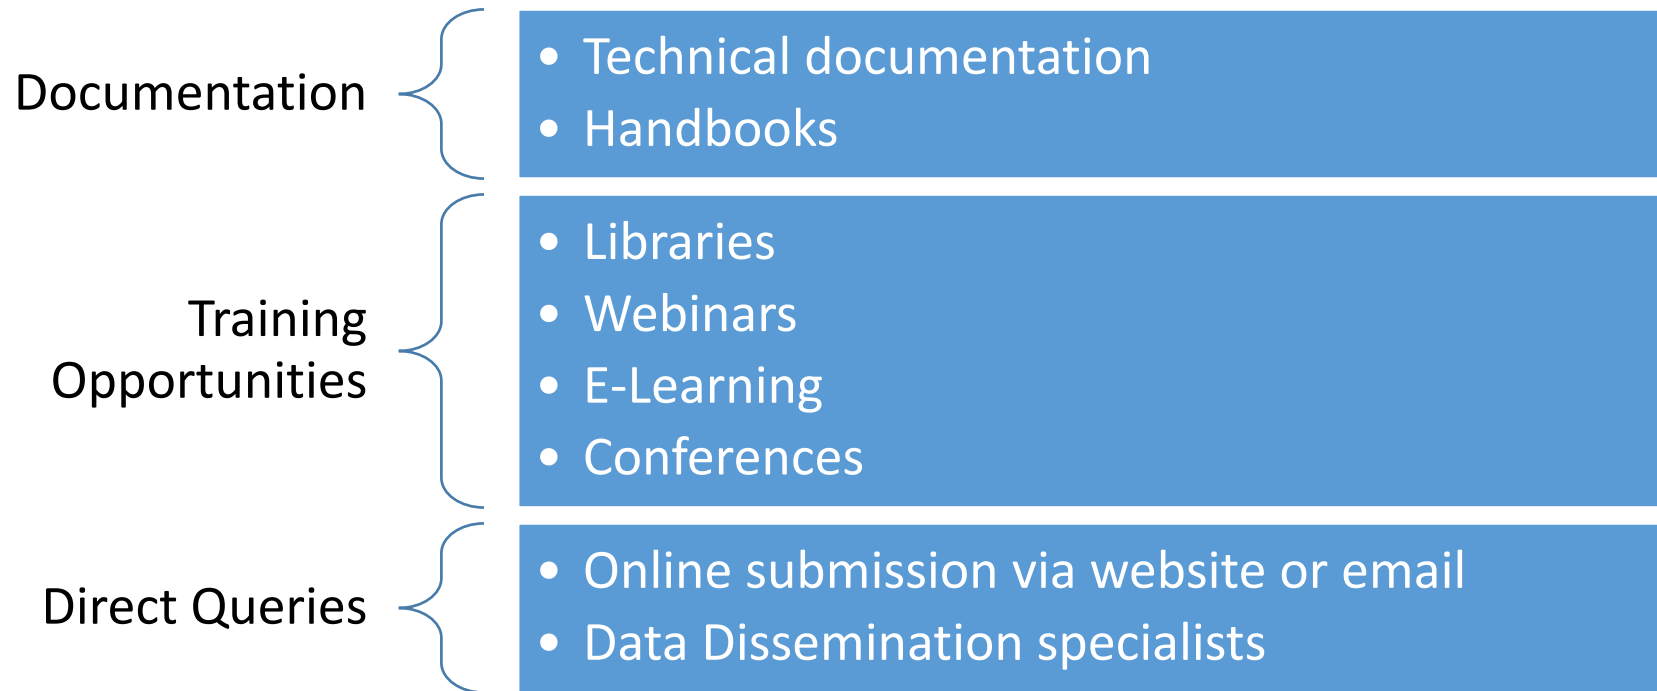 Documentation
• Technical documentation
• Handbooks
Training
Opportunities
• Libraries
• Webinars
• E-Learning
• Conferences
Direct Queries
• Online submission via website or email
• Data Dissemination specialists